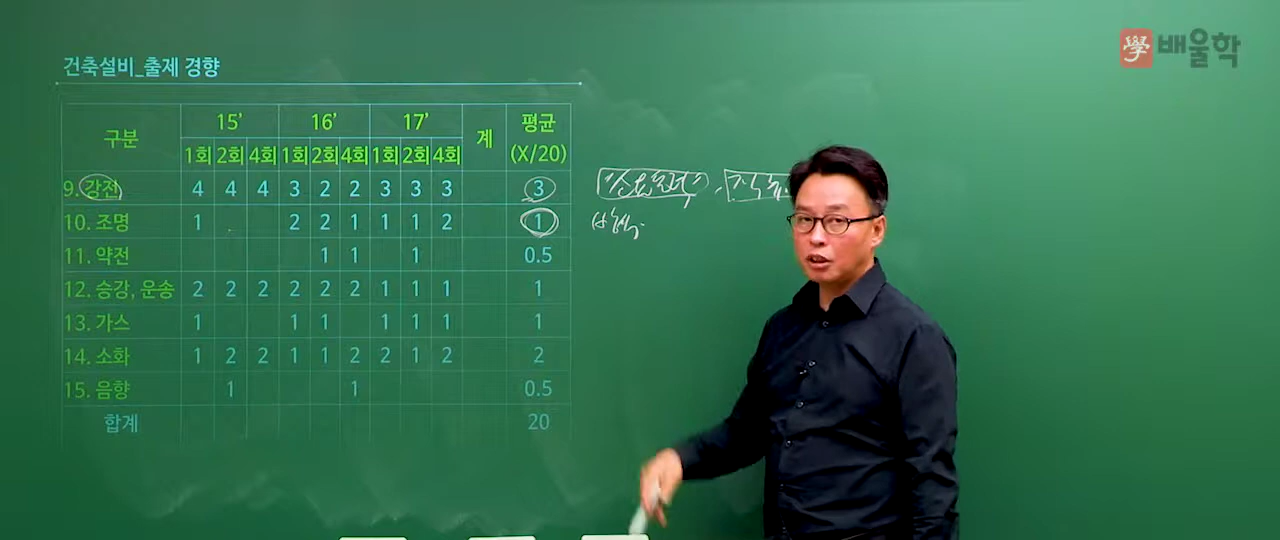 건축설비_출제 경향
學 배울학
구분 15' 16' 17' 계 평균
1회 2회 4회 1회 2회 4회 1회 2회 4회 (X/20)
9. 강전 4 4 4 3 2 2 3 3 3 3
10. 조명 1 2 2 1 1 1 2 1
11. 약전 1 1 1 0.5
12. 승강, 운송 2 2 2 2 2 2 1 1 1 1
13. 가스 1 1 1 1 1 1 1
14. 소화 1 2 2 1 1 2 2 1 2 2
15. 음향 1 1 0.5
합계 20